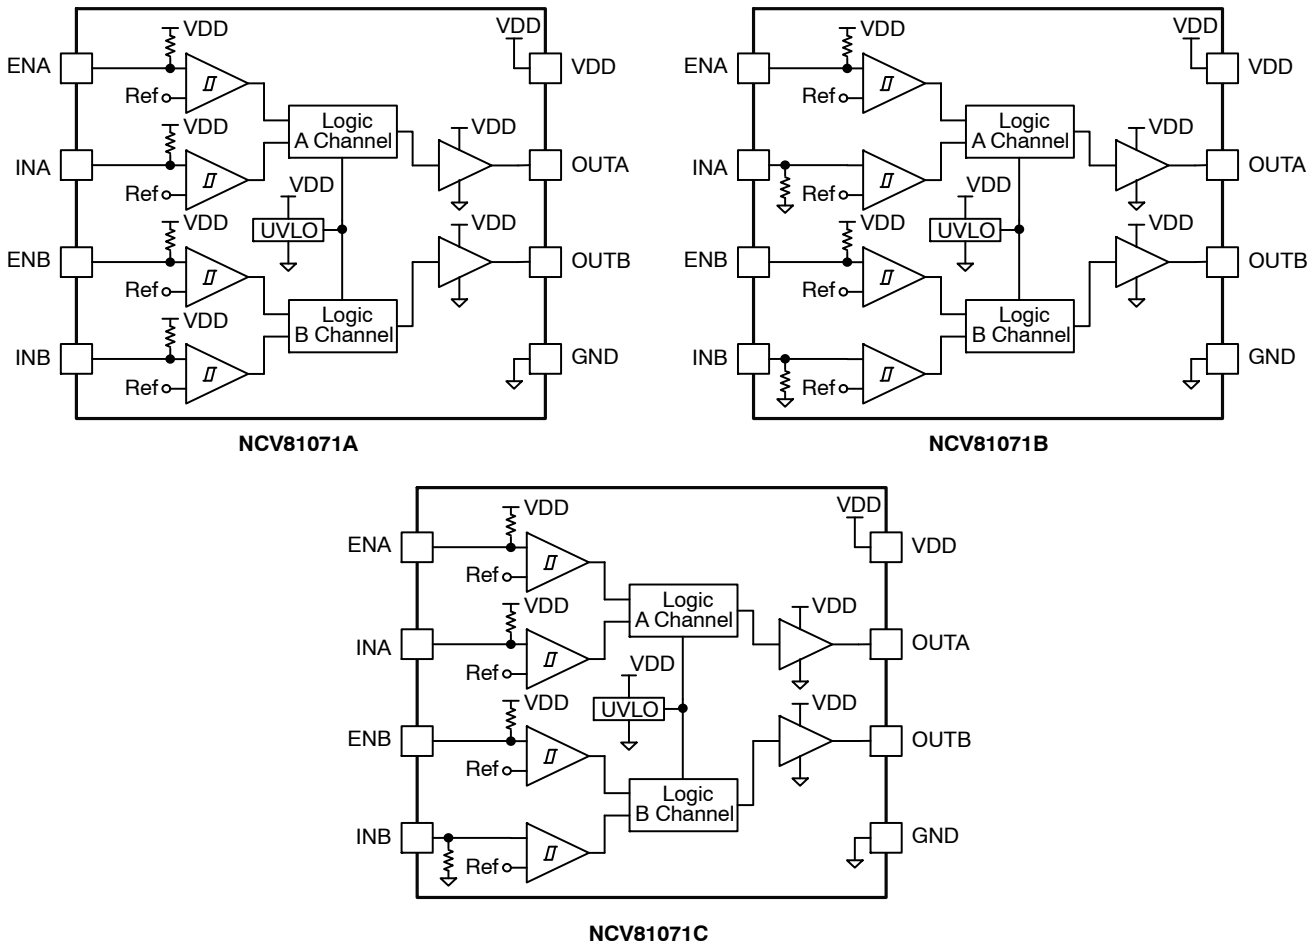 VDD
VDD
ENA
VDD
Ref
Logic
A Channel
VDD
VDD
INA
OUTA
Ref
VDD
UVLO
VDD
VDD
ENB
OUTB
Ref
Logic
B Channel
VDD
INB
GND
Ref
NCV81071A
VDD
VDD
ENA
VDD
Ref
Logic
A Channel
VDD
INA
OUTA
Ref
VDD
UVLO
VDD
VDD
ENB
OUTB
Ref
Logic
B Channel
INB
GND
Ref
NCV81071B
VDD
VDD
ENA
VDD
Ref
Logic
A Channel
VDD
VDD
INA
OUTA
Ref
VDD
UVLO
VDD
VDD
ENB
OUTB
Ref
Logic
B Channel
INB
GND
Ref
NCV81071C